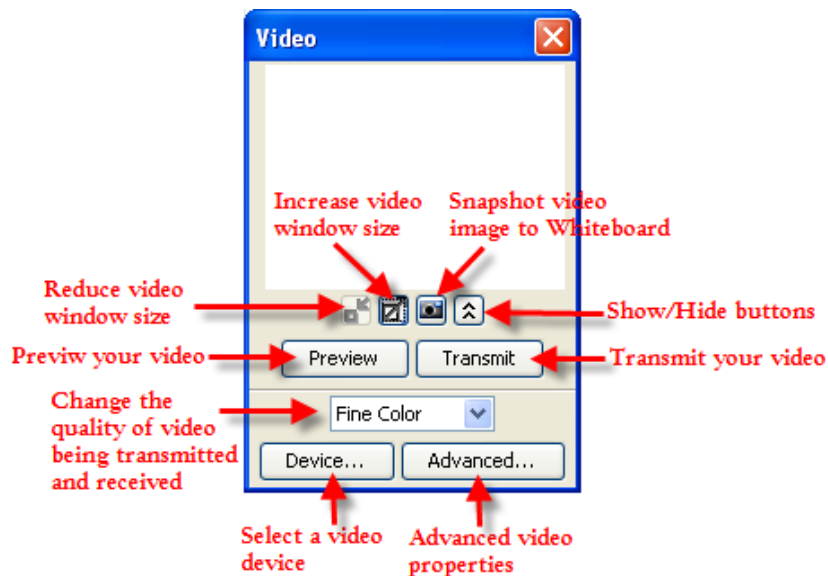 Video
Increase video
window size
Snapshot video
image to Whiteboard
Reduce video
window size
Show/Hide buttons
Previw your video
Preview
Transmit
Transmit your video
Change the
quality of video
being transmitted
and received
Fine Color
Device...
Advanced...
Select a video
device
Advanced video
properties